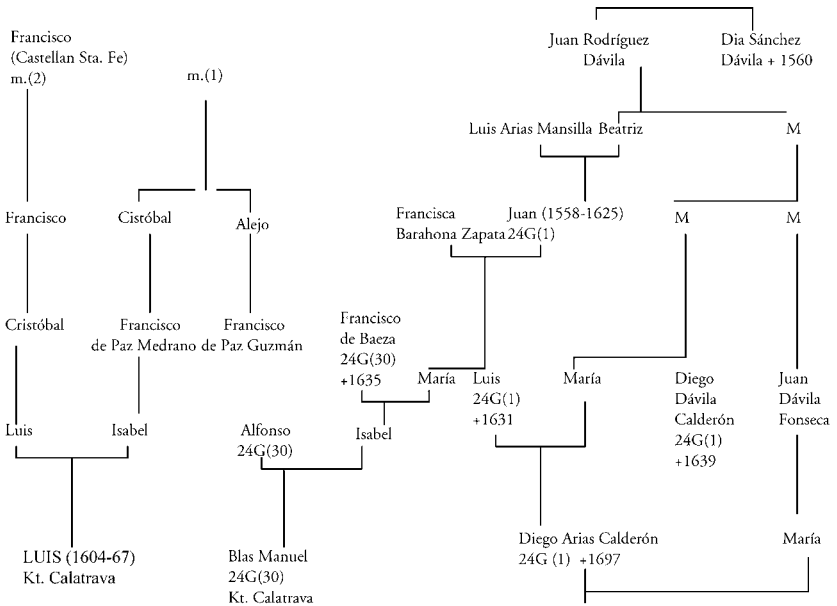 Francisco
(Castellan Sta. Fe)
m.(2)
m.(1)
Juan Rodríguez
Dávila
Dia Sánchez
Dávila + 1560
Luis Arias Mansilla Beatriz
M
Francisco
Cistóbal
Alejo
Francisca
Barahona Zapata
Juan (1558-1625)
24G(1)
M
M
Cristóbal
Francisco
de Paz Medrano
Francisco
de Paz Guzmán
Francisco
de Baeza
24G(30)
+1635
María
Luis
24G(1)
+1631
María
Diego
Dávila
Calderón
24G(1)
+1639
Juan
Dávila
Fonseca
Luis
Isabel
Alfonso
24G(30)
Isabel
LUIS (1604-67)
Kt. Calatrava
Blas Manuel
24G(30)
Kt. Calatrava
Diego Arias Calderón
24G (1) +1697
María